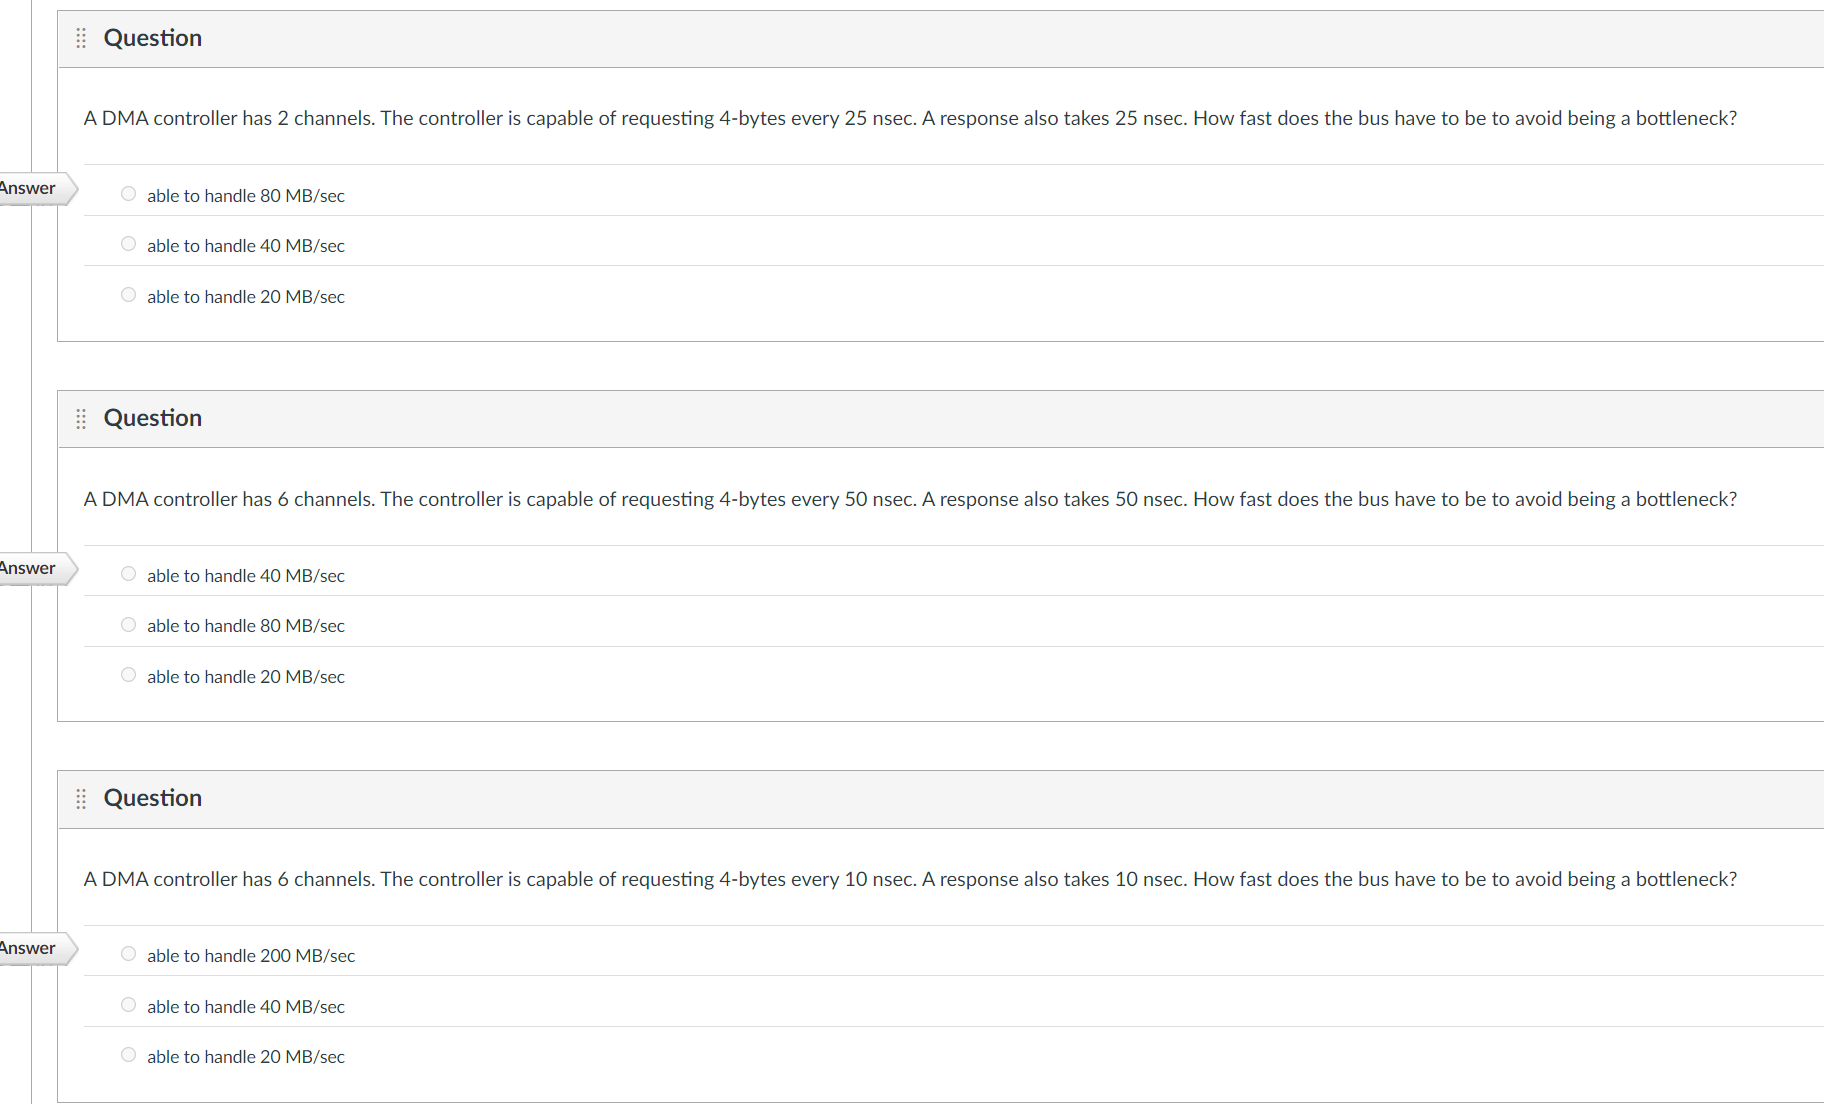 Question
A DMA controller has 2 channels. The controller is capable of requesting 4-bytes every 25 nsec. A response also takes 25 nsec. How fast does the bus have to be to avoid being a bottleneck?
Answer
able to handle 80 MB/sec
able to handle 40 MB/sec
able to handle 20 MB/sec
Question
A DMA controller has 6 channels. The controller is capable of requesting 4-bytes every 50 nsec. A response also takes 50 nsec. How fast does the bus have to be to avoid being a bottleneck?
Answer
able to handle 40 MB/sec
able to handle 80 MB/sec
able to handle 20 MB/sec
Question
A DMA controller has 6 channels. The controller is capable of requesting 4-bytes every 10 nsec. A response also takes 10 nsec. How fast does the bus have to be to avoid being a bottleneck?
Answer
able to handle 200 MB/sec
able to handle 40 MB/sec
able to handle 20 MB/sec